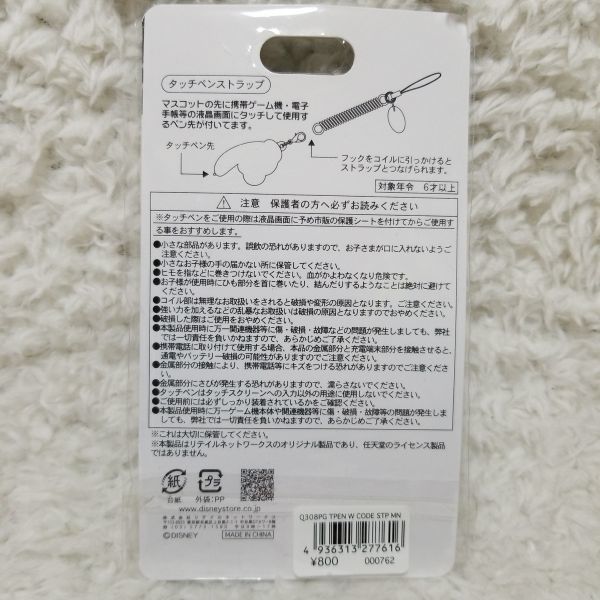 タッチペンストラップ
マスコットの先に携帯ゲーム機・電子
手帳等の液晶画面にタッチして使用す
るペン先が付いてます。
タッチペン先
フックをコイルに引っかけると
ストラップとつなげられます。
対象年令 6才以上
注意 保護者の方へ必ずお読みください
※タッチペンをご使用の際は液晶画面に予め市販の保護シートを付けてからご使用す
る事をおすすめします。
●小さな部品があります。誤飲の恐れがありますので、お子さまが口に入れないようご
注意ください。
●小さなお子様の手の届かない所に保管してください。
●ヒモを指などに巻きつけないでください。血がかよわなくなり危険です。
●お子様が使用時にひも部分を首に巻いたり、結んだりするようなことは絶対に避けて
ください。
●コイル部は無理なお取扱いをされると破損や変形の原因となります。ご注意ください。
●強い力を加えるなどの乱暴なお取扱いは破損の原因となりますのでおやめください。
●破損した際はご使用をおやめください。
●本製品使用時に万一関連機器等に傷・破損・故障などの問題が発生しましても、弊社
では一切責任を負いかねますので、あらかじめご了承ください。
●携帯電話に取り付けて使用する場合、本品の金属部分と充電端末部分を接触させると、
通電やバッテリー破損の可能性がありますのでご注意ください。
●金属部分の接触により、携帯電話等にキズをつける恐れがありますのでご注意くださ
い。
●金属部分にさびが発生する恐れがありますので、濡らさないでください。
●タッチペンはタッチスクリーンへの入力以外の用途に使用しないでください。
●ご使用前には必ずしっかり装着されているかをご確認ください。
●本製品使用時に万一ゲーム機本体や関連機器等に傷・破損・故障等の問題が発生しま
しても、弊社では一切責任を負いかねますので、あらかじめご了承ください。
※これは大切に保管してください。
※本製品はリテイルネットワークスのオリジナル製品であり、任天堂のライセンス製品
ではありません。
紙
台紙
プラ
外袋:PP
www.disneystore.co.jp
©DISNEY
MADE IN CHINA
Q308PG TPEN W CODE STP MN
4 936313 277616
¥800
000762